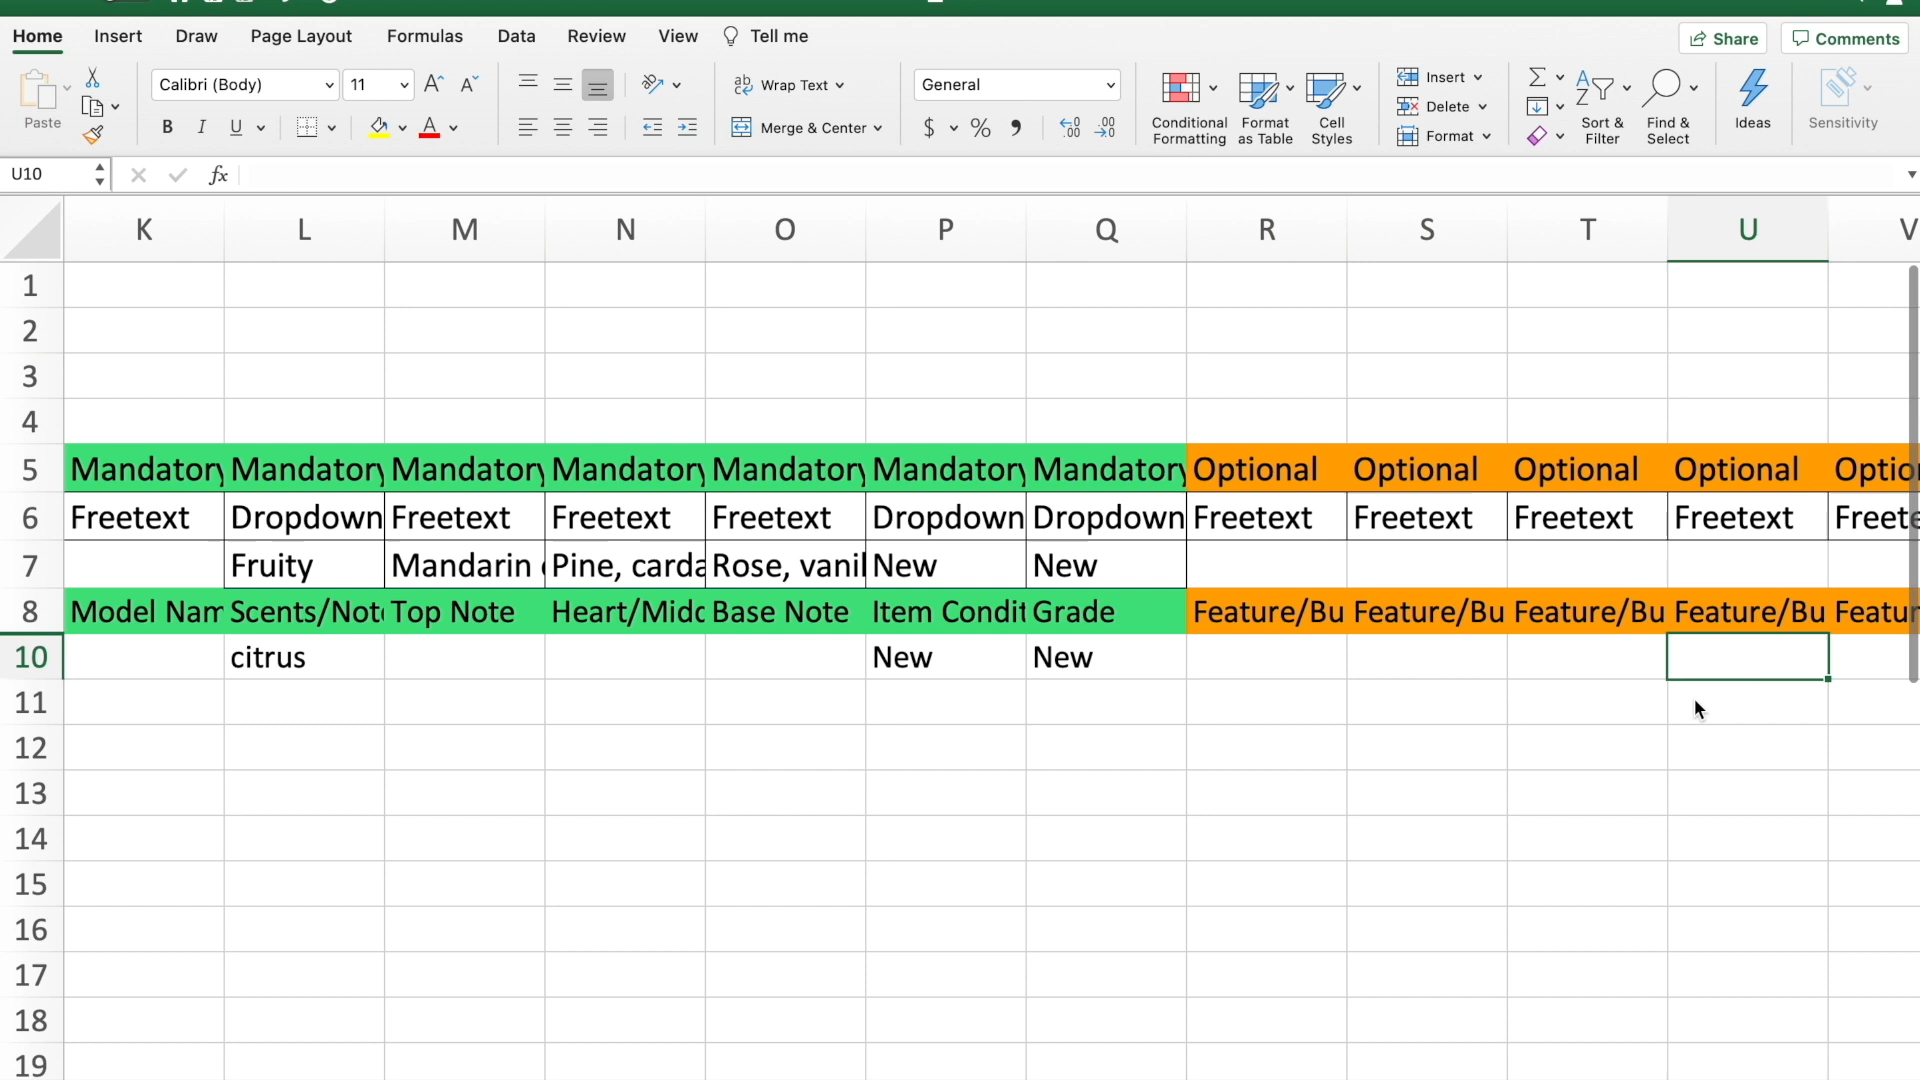 Home Insert Draw Page Layout Formulas Data Review View Tell me Share Comments
Calibri (Body) 11 Wrap Text General Insert
Delete
Paste B I U Merge & Center $ % Conditional Formatting Format as Table Cell Styles Format Sort & Filter Find & Select Ideas Sensitivity
U10 fx
K L M N O P Q R S T U V
1
2
3
4
5 Mandatory Mandatory Mandatory Mandatory Mandatory Mandatory Mandatory Optional Optional Optional Optional Optio
6 Freetext Dropdown Freetext Freetext Freetext Dropdown Dropdown Freetext Freetext Freetext Freetext Freete
7 Fruity Mandarin Pine, carda Rose, vanil New New
8 Model Nam Scents/Note Top Note Heart/Midd Base Note Item Condit Grade Feature/Bu Feature/Bu Feature/Bu Feature/Bu Featur
10 citrus New New
11
12
13
14
15
16
17
18
19